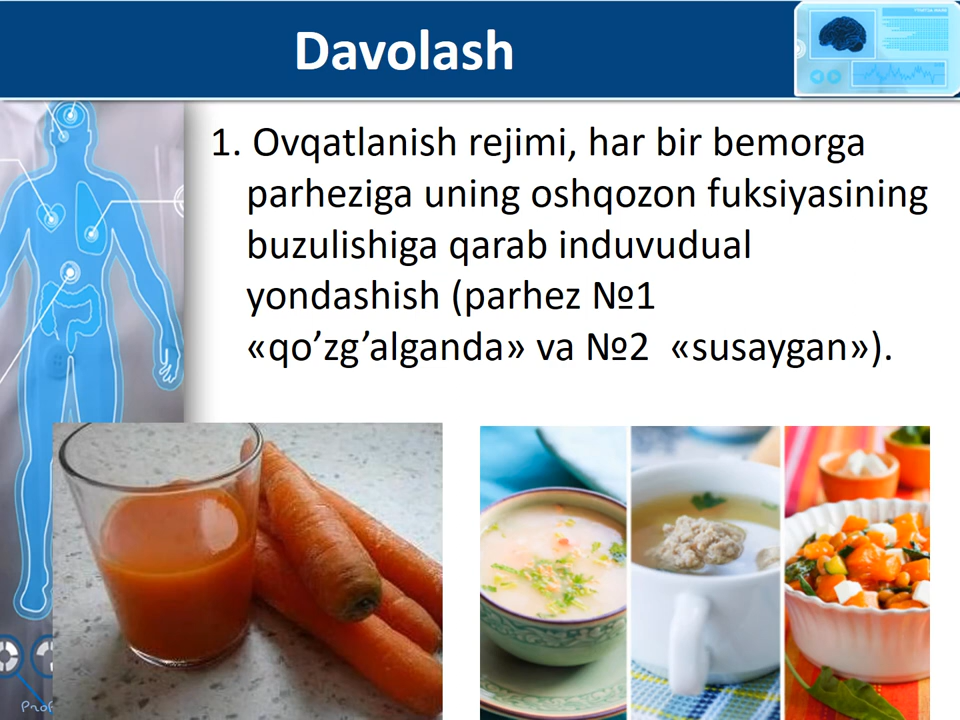 Davolash
1. Ovqatlanish rejimi, har bir bemorga
parheziga uning oshqozon fuksiyasining
buzulishiga qarab induvudual
yondashish (parhez №1
«qo’zg’alganda» va №2 «susaygan»).